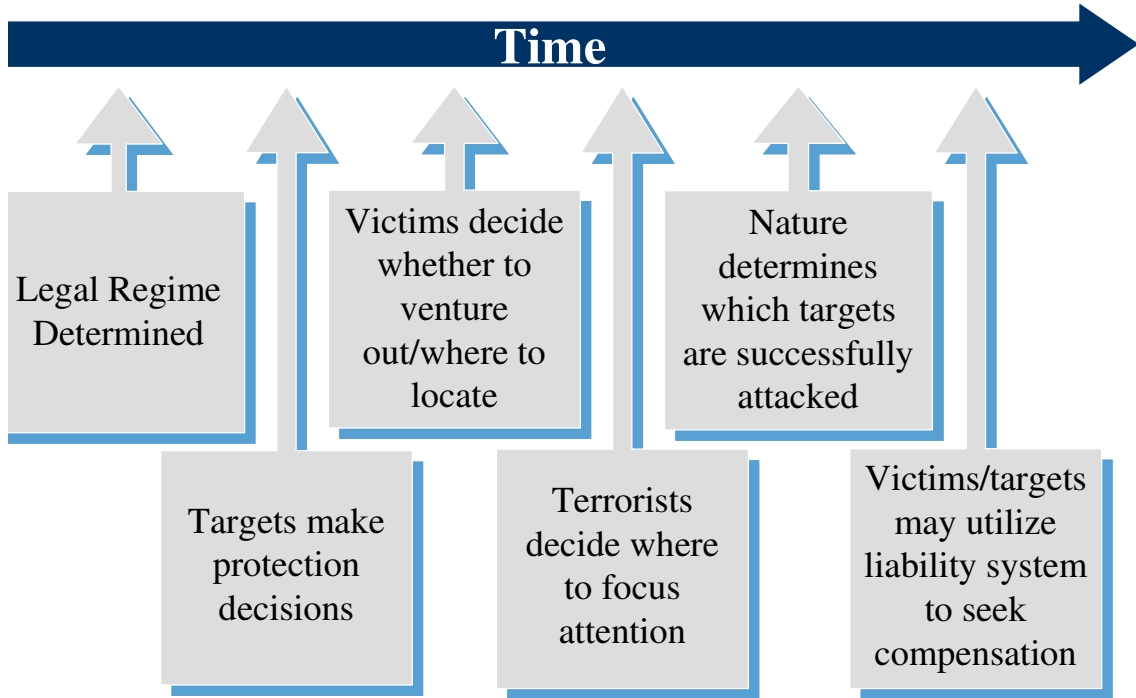 Time
Legal Regime
Determined
Targets make
protection
decisions
Victims decide
whether to
venture
out/where to
locate
Terrorists
decide where
to focus
attention
Nature
determines
which targets
are successfully
attacked
Victims/targets
may utilize
liability system
to seek
compensation